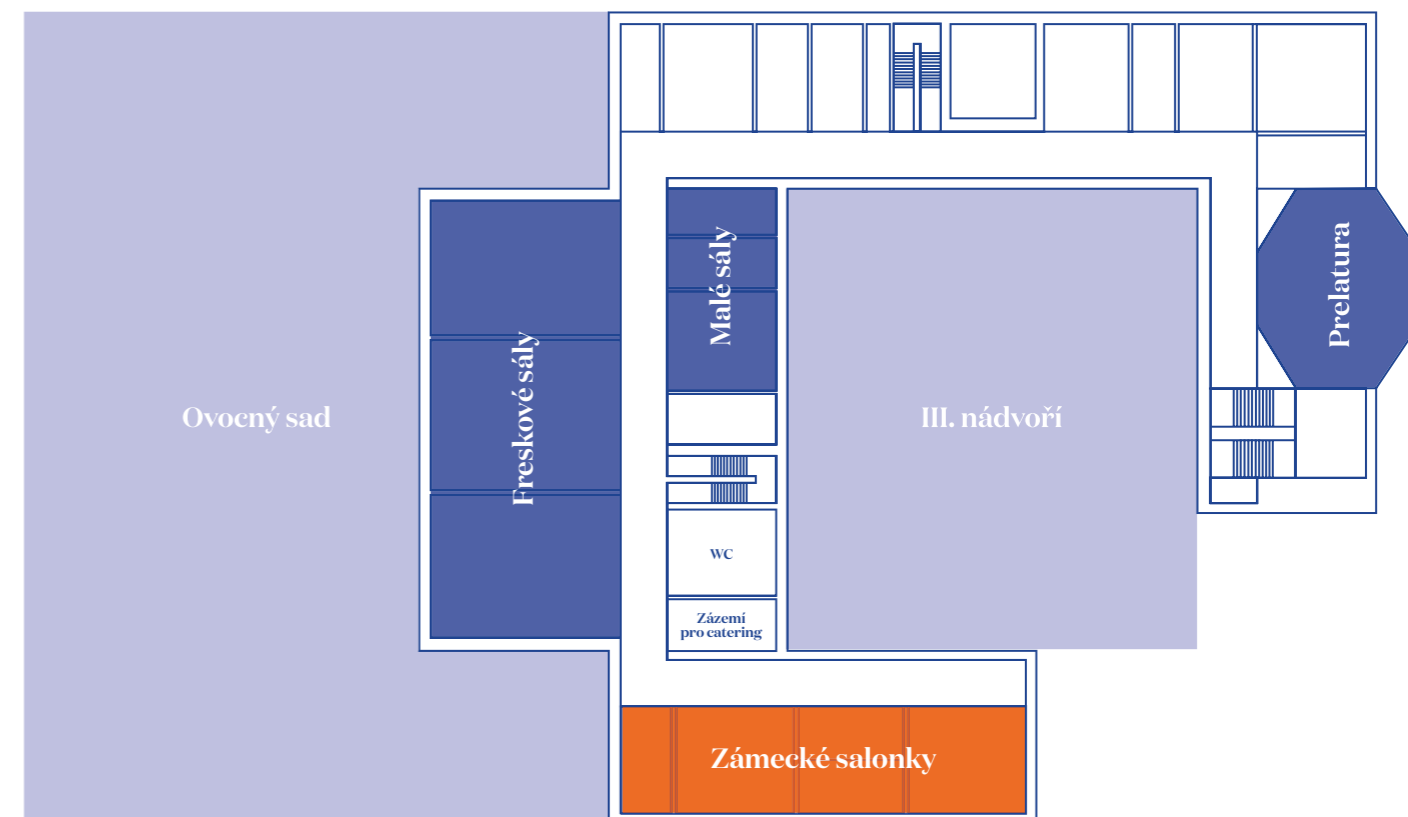 Ovocný sad
Freskové sály
Malé sály
III. nádvoří
Prelatura
WC
Zázemí
pro catering
Zámecké salonky